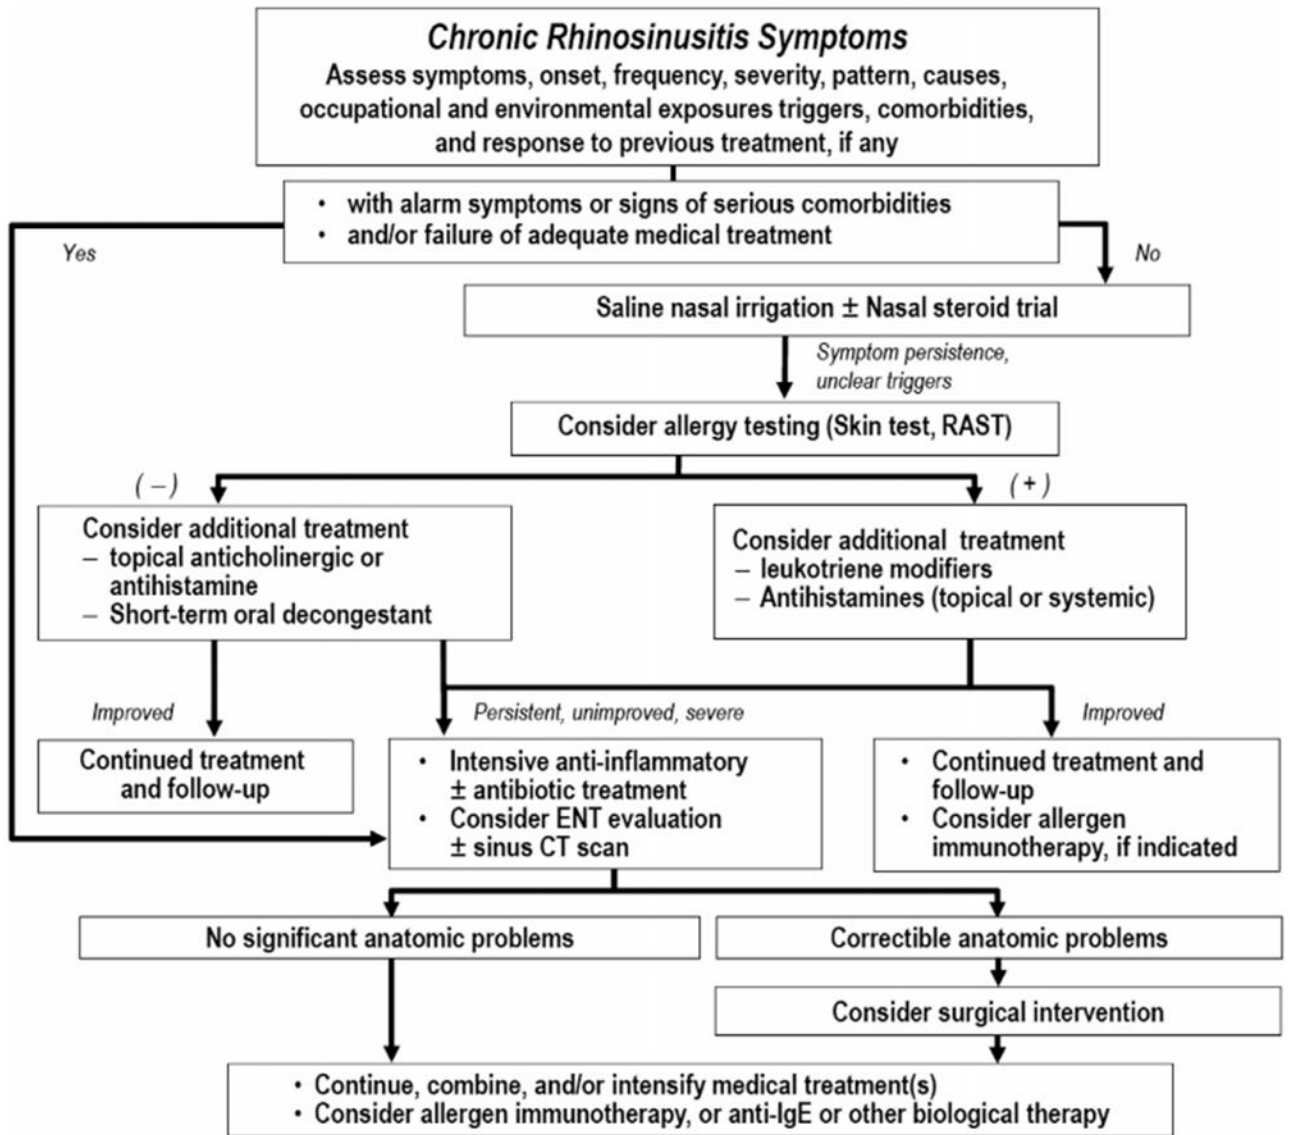 Chronic Rhinosinusitis Symptoms
Assess symptoms, onset, frequency, severity, pattern, causes,
occupational and environmental exposures triggers, comorbidities,
and response to previous treatment, if any
• with alarm symptoms or signs of serious comorbidities
• and/or failure of adequate medical treatment
Yes
No
Saline nasal irrigation ± Nasal steroid trial
Symptom persistence,
unclear triggers
Consider allergy testing (Skin test, RAST)
( – )
( + )
Consider additional treatment
– topical anticholinergic or
antihistamine
– Short-term oral decongestant
Consider additional treatment
– leukotriene modifiers
– Antihistamines (topical or systemic)
Improved
Persistent, unimproved, severe
Improved
Continued treatment
and follow-up
• Intensive anti-inflammatory
± antibiotic treatment
• Consider ENT evaluation
± sinus CT scan
• Continued treatment and
follow-up
• Consider allergen
immunotherapy, if indicated
No significant anatomic problems
Correctible anatomic problems
Consider surgical intervention
• Continue, combine, and/or intensify medical treatment(s)
• Consider allergen immunotherapy, or anti-IgE or other biological therapy